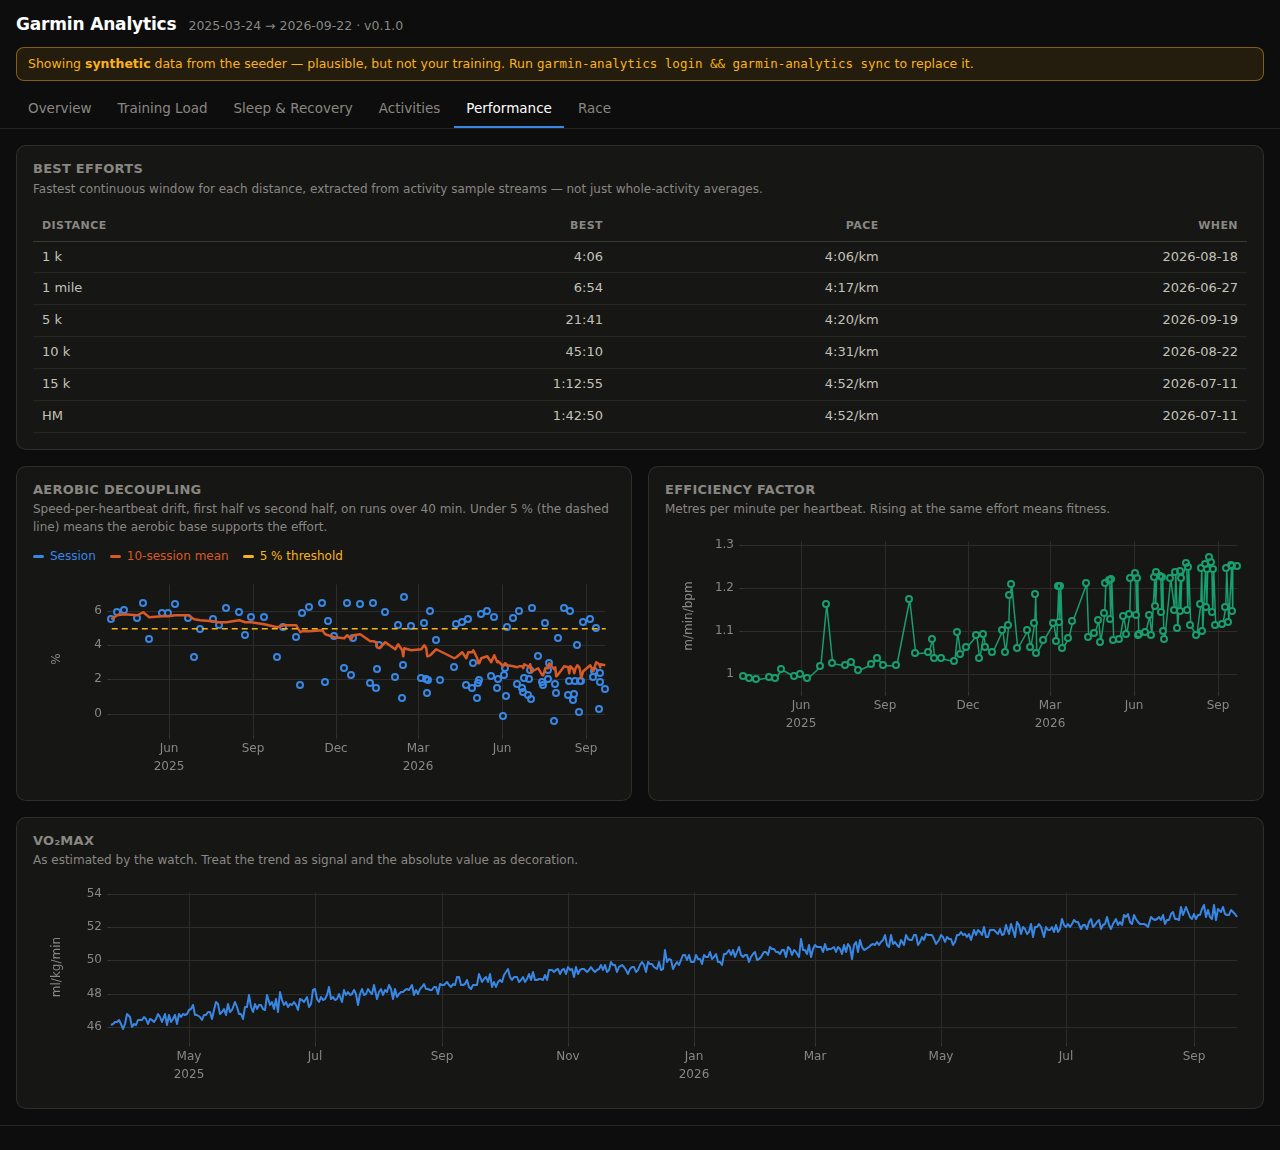 Garmin Analytics 2025-03-24 → 2026-09-22 · v0.1.0
Showing synthetic data from the seeder — plausible, but not your training. Run garmin-analytics login && garmin-analytics sync to replace it.
Overview Training Load Sleep & Recovery Activities Performance Race
BEST EFFORTS
Fastest continuous window for each distance, extracted from activity sample streams — not just whole-activity averages.
DISTANCE BEST PACE WHEN
1 k 4:06 4:06/km 2026-08-18
1 mile 6:54 4:17/km 2026-06-27
5 k 21:41 4:20/km 2026-09-19
10 k 45:10 4:31/km 2026-08-22
15 k 1:12:55 4:52/km 2026-07-11
HM 1:42:50 4:52/km 2026-07-11
AEROBIC DECOUPLING
Speed-per-heartbeat drift, first half vs second half, on runs over 40 min. Under 5 % (the dashed
line) means the aerobic base supports the effort.
Session 10-session mean 5 % threshold
6
4
2
0
%
Jun Sep Dec Mar Jun Sep
2025 2026
EFFICIENCY FACTOR
Metres per minute per heartbeat. Rising at the same effort means fitness.
1.3
1.2
1.1
1
m/min/bpm
Jun Sep Dec Mar Jun Sep
2025 2026
VO₂MAX
As estimated by the watch. Treat the trend as signal and the absolute value as decoration.
54
52
50
48
46
ml/kg/min
May Jul Sep Nov Jan Mar May Jul Sep
2025 2026